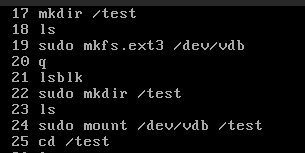 17 mkdir /test
18 ls
19 sudo mkfs.ext3 /dev/vdb
20 q
21 lsblk
22 sudo mkdir /test
23 ls
24 sudo mount /dev/vdb /test
25 cd /test